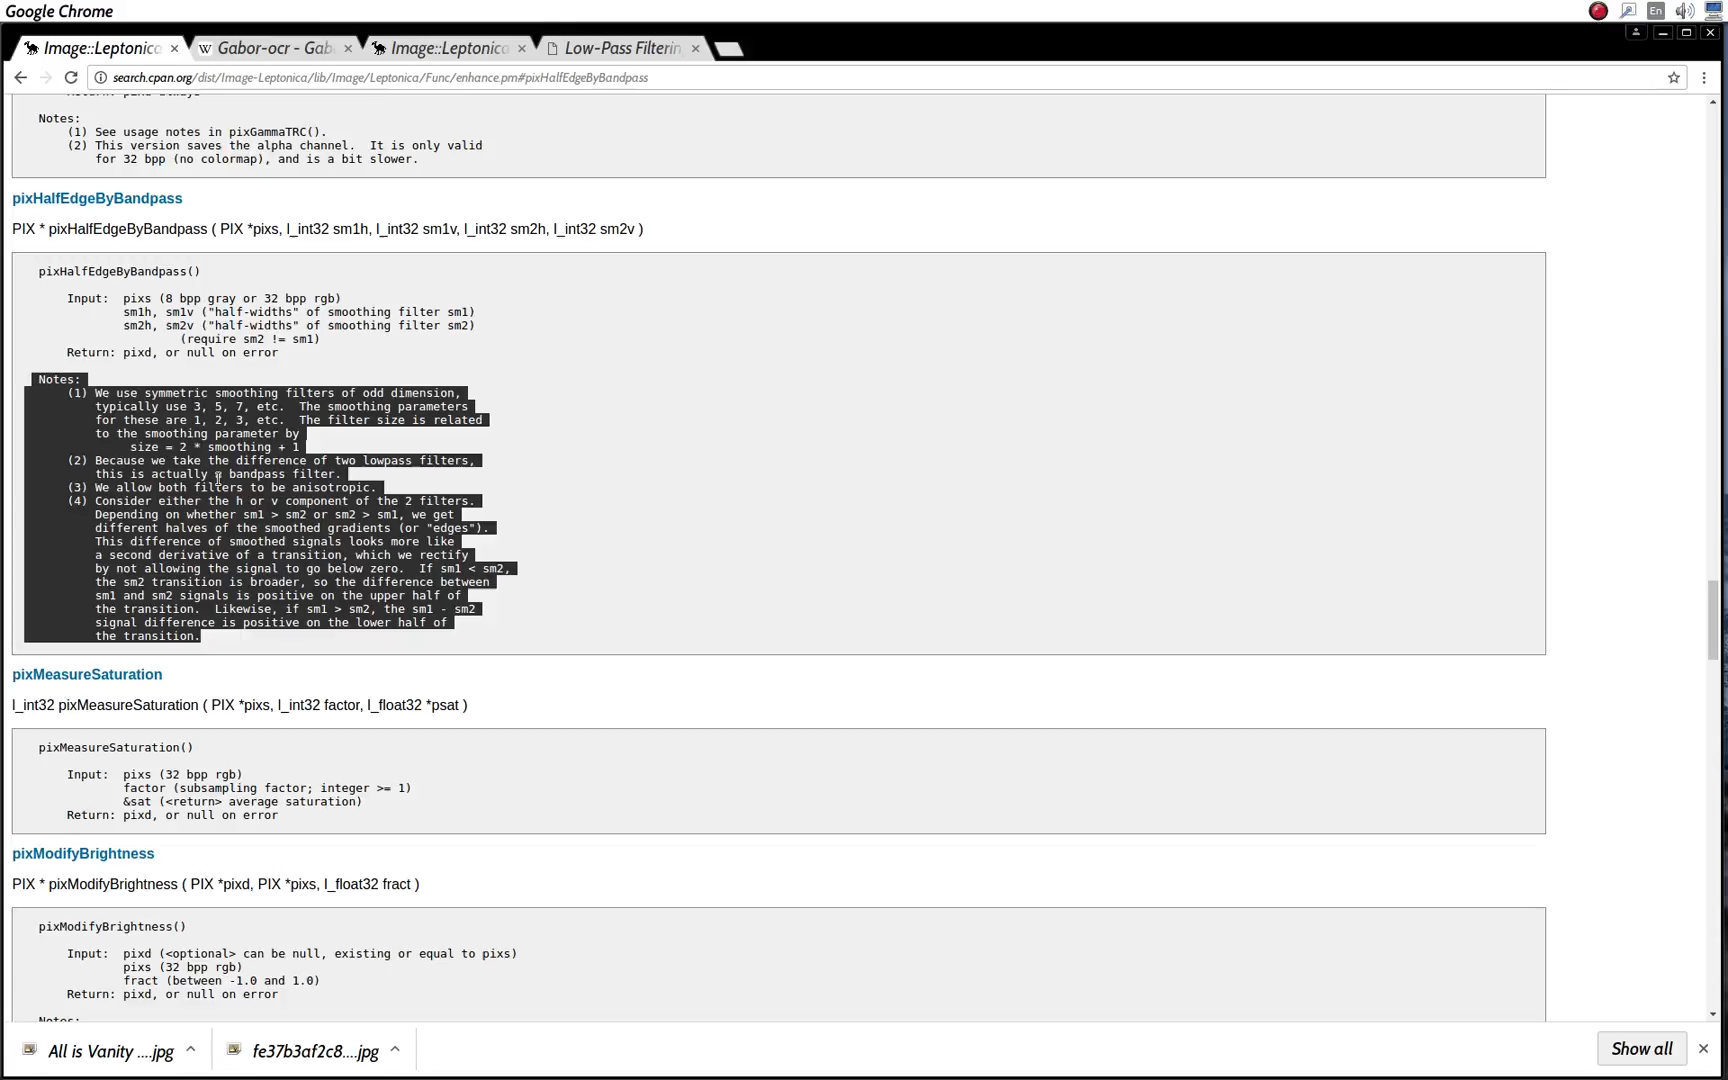 Google Chrome
En
Image::Leptonica
Gabor-ocr - Gab
Image::Leptonica
Low-Pass Filterin
search.cpan.org/dist/Image-Leptonica/lib/Image/Leptonica/Func/enhance.pm#pixHalfEdgeByBandpass
Notes:
(1) See usage notes in pixGammaTRC().
(2) This version saves the alpha channel.  It is only valid
for 32 bpp (no colormap), and is a bit slower.
pixHalfEdgeByBandpass
PIX * pixHalfEdgeByBandpass ( PIX *pixs, l_int32 sm1h, l_int32 sm1v, l_int32 sm2h, l_int32 sm2v )
pixHalfEdgeByBandpass()
Input:  pixs (8 bpp gray or 32 bpp rgb)
sm1h, sm1v ("half-widths" of smoothing filter sm1)
sm2h, sm2v ("half-widths" of smoothing filter sm2)
(require sm2 != sm1)
Return: pixd, or null on error
Notes:
(1) We use symmetric smoothing filters of odd dimension,
typically use 3, 5, 7, etc.  The smoothing parameters
for these are 1, 2, 3, etc.  The filter size is related
to the smoothing parameter by
size = 2 * smoothing + 1
(2) Because we take the difference of two lowpass filters,
this is actually a bandpass filter.
(3) We allow both filters to be anisotropic.
(4) Consider either the h or v component of the 2 filters.
Depending on whether sm1 > sm2 or sm2 > sm1, we get
different halves of the smoothed gradients (or "edges").
This difference of smoothed signals looks more like
a second derivative of a transition, which we rectify
by not allowing the signal to go below zero.  If sm1 < sm2,
the sm2 transition is broader, so the difference between
sm1 and sm2 signals is positive on the upper half of
the transition.  Likewise, if sm1 > sm2, the sm1 - sm2
signal difference is positive on the lower half of
the transition.
pixMeasureSaturation
l_int32 pixMeasureSaturation ( PIX *pixs, l_int32 factor, l_float32 *psat )
pixMeasureSaturation()
Input:  pixs (32 bpp rgb)
factor (subsampling factor; integer >= 1)
&sat (<return> average saturation)
Return: pixd, or null on error
pixModifyBrightness
PIX * pixModifyBrightness ( PIX *pixd, PIX *pixs, l_float32 fract )
pixModifyBrightness()
Input:  pixd (<optional> can be null, existing or equal to pixs)
pixs (32 bpp rgb)
fract (between -1.0 and 1.0)
Return: pixd, or null on error
Notes:
All is Vanity ....jpg
fe37b3af2c8....jpg
Show all